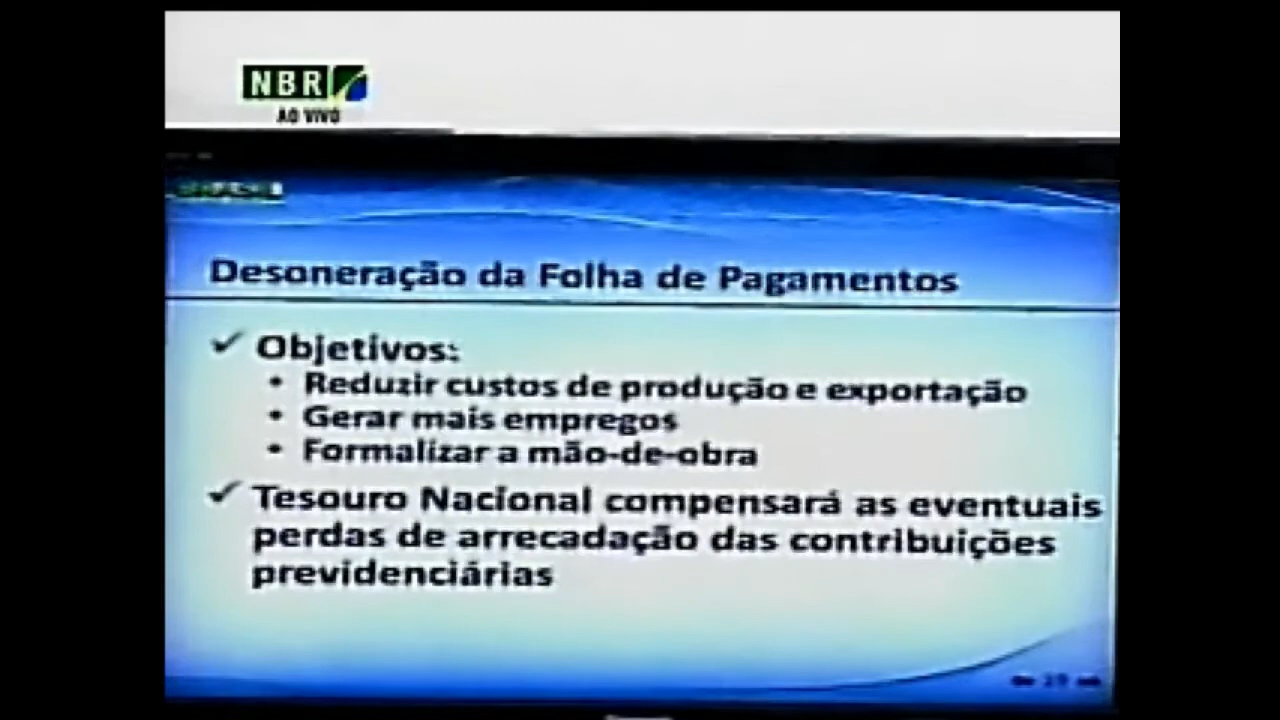 NBR
AO VIVO
Desoneração da Folha de Pagamentos
✓ Objetivos:
• Reduzir custos de produção e exportação
• Gerar mais empregos
• Formalizar a mão-de-obra
✓ Tesouro Nacional compensará as eventuais
perdas de arrecadação das contribuições
previdenciárias